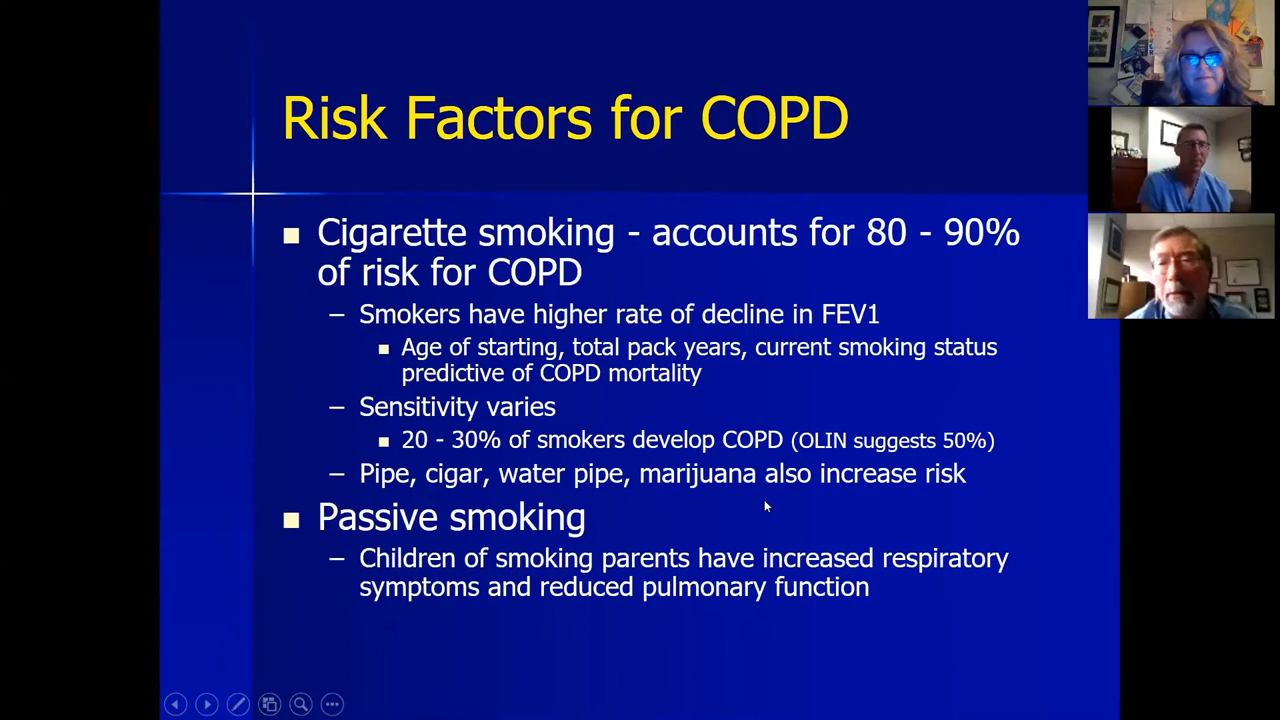 Risk Factors for COPD
Cigarette smoking - accounts for 80 - 90%
of risk for COPD
– Smokers have higher rate of decline in FEV1
Age of starting, total pack years, current smoking status
predictive of COPD mortality
– Sensitivity varies
20 - 30% of smokers develop COPD (OLIN suggests 50%)
– Pipe, cigar, water pipe, marijuana also increase risk
Passive smoking
– Children of smoking parents have increased respiratory
symptoms and reduced pulmonary function